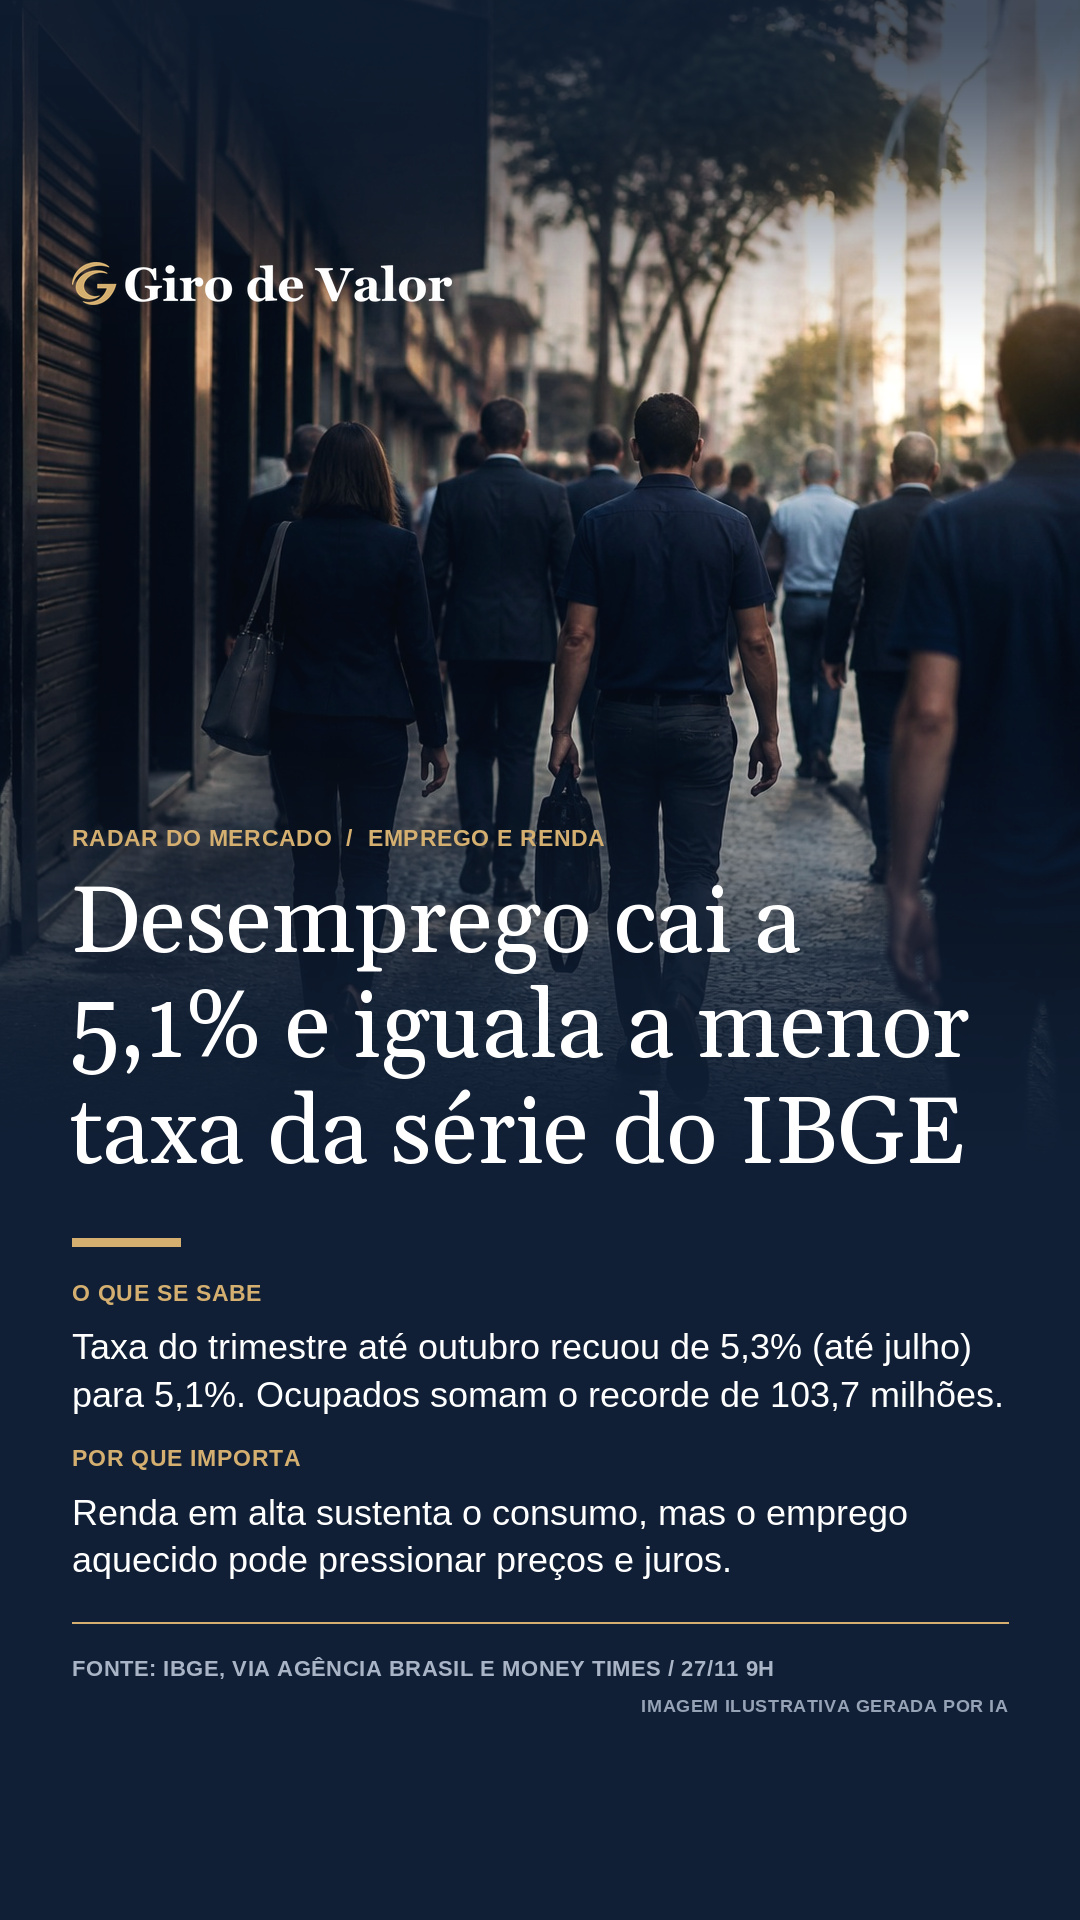 Giro de Valor
RADAR DO MERCADO / EMPREGO E RENDA
Desemprego cai a
5,1% e iguala a menor
taxa da série do IBGE
O QUE SE SABE
Taxa do trimestre até outubro recuou de 5,3% (até julho)
para 5,1%. Ocupados somam o recorde de 103,7 milhões.
POR QUE IMPORTA
Renda em alta sustenta o consumo, mas o emprego
aquecido pode pressionar preços e juros.
FONTE: IBGE, VIA AGÊNCIA BRASIL E MONEY TIMES / 27/11 9H
IMAGEM ILUSTRATIVA GERADA POR IA